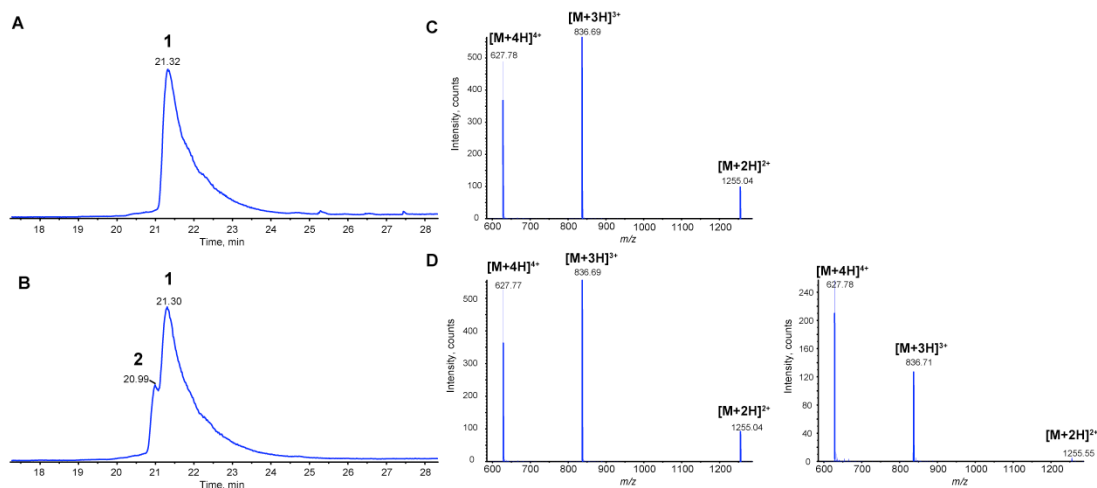 A
1
21.32
18 19 20 21 22 23 24 25 26 27 28
Time, min
B
1
21.30
2
20.99
18 19 20 21 22 23 24 25 26 27 28
Time, min
C
[M+3H]³⁺
836.69
[M+4H]⁴⁺
627.78
[M+2H]²⁺
1255.04
Intensity, counts
500
400
300
200
100
0
600 700 800 900 1000 1100 1200
m/z
D
[M+3H]³⁺
836.69
[M+4H]⁴⁺
627.77
[M+2H]²⁺
1255.04
Intensity, counts
500
400
300
200
100
0
600 700 800 900 1000 1100 1200
m/z
[M+4H]⁴⁺
627.78
[M+3H]³⁺
836.71
[M+2H]²⁺
1255.55
Intensity, counts
240
200
160
120
80
40
0
600 700 800 900 1000 1100 1200
m/z